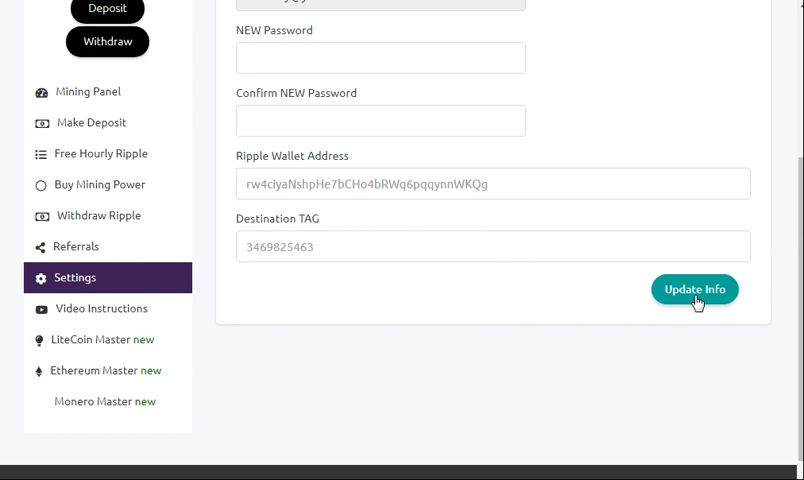 Deposit
Withdraw
Mining Panel
Make Deposit
Free Hourly Ripple
Buy Mining Power
Withdraw Ripple
Referrals
Settings
Video Instructions
LiteCoin Master new
Ethereum Master new
Monero Master new
NEW Password
Confirm NEW Password
Ripple Wallet Address
rw4ciyaNshpHe7bCHo4bRWq6pqqynnWKQg
Destination TAG
3469825463
Update Info